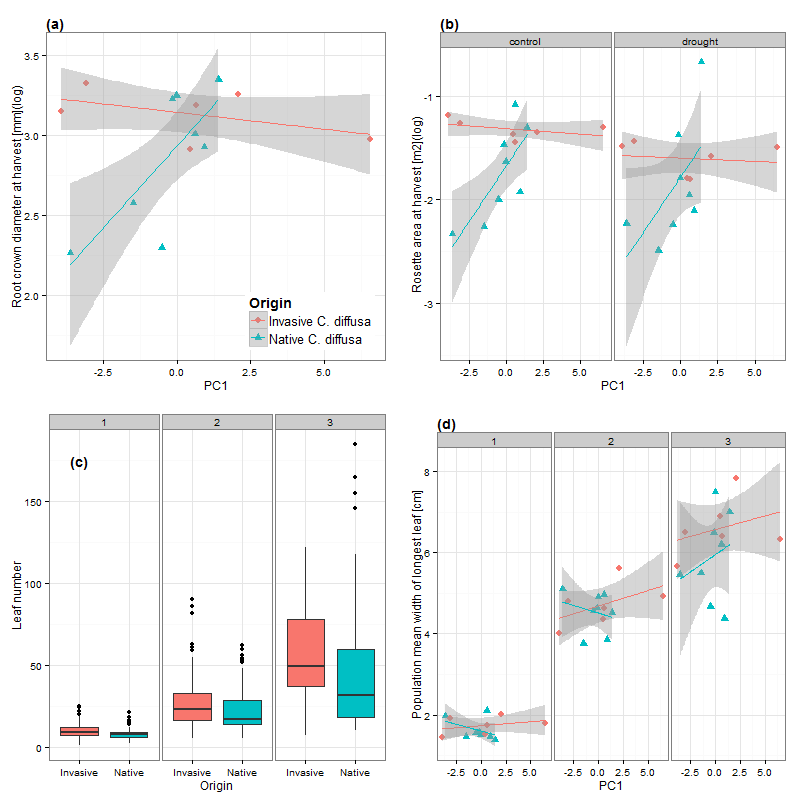 (a)
Root crown diameter at harvest [mm](log)
3.5
3.0
2.5
2.0
-2.5 0.0 2.5 5.0
PC1
Origin
Invasive C. diffusa
Native C. diffusa
(b)
control drought
Rosette area at harvest [m2](log)
-1
-2
-3
-2.5 0.0 2.5 5.0 -2.5 0.0 2.5 5.0
PC1
(c)
1 2 3
Leaf number
150
100
50
0
Invasive Native Invasive Native Invasive Native
Origin
(d)
1 2 3
Population mean width of longest leaf [cm]
8
6
4
2
-2.5 0.0 2.5 5.0 -2.5 0.0 2.5 5.0 -2.5 0.0 2.5 5.0
PC1